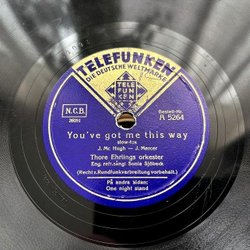 TELEFUNKEN
DIE DEUTSCHE WELTMARKE
TELE
FUN
KEN
N.C.B.
Bestell-Nr.
A 5264
You've got me this way
slow-fox
J. Mc Hugh — J. Mercer
Thore Ehrlings orkester
Eng. refr.sång: Sonia Sjöbeck
(Recht z. Rundfunkverbreitung vorbehalt.)
På andra sidan:
One night stand